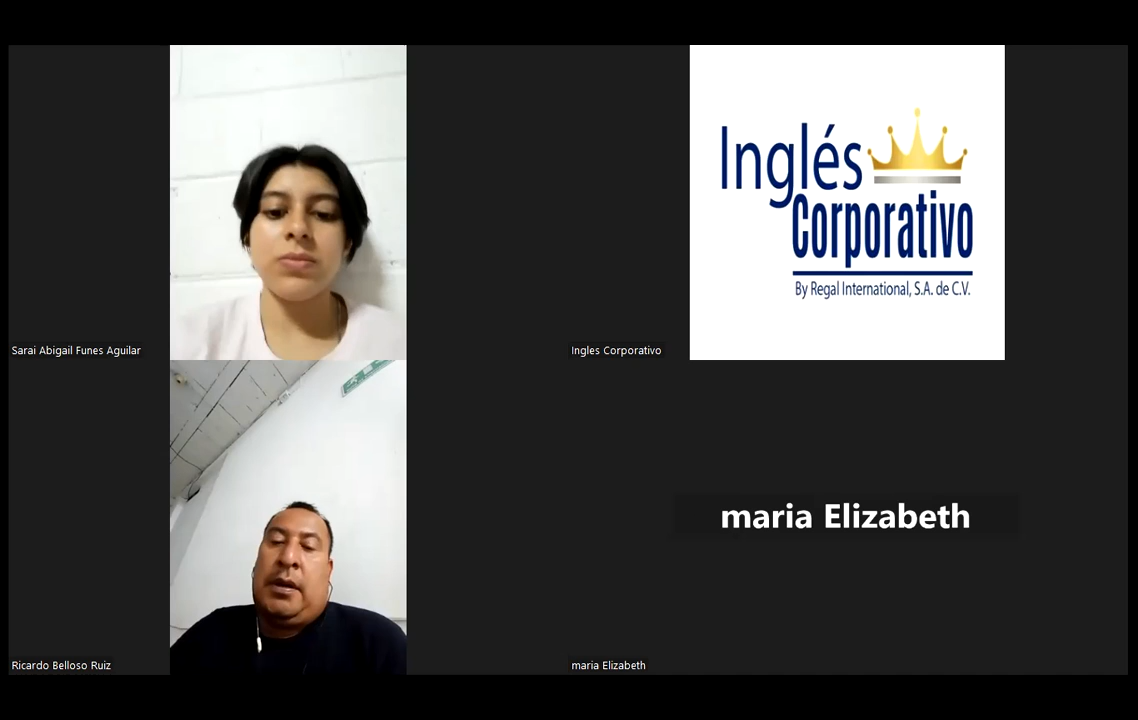 Inglés
Corporativo
By Regal International, S.A. de C.V.
Sarai Abigail Funes Aguilar
Ingles Corporativo
maria Elizabeth
Ricardo Belloso Ruiz
maria Elizabeth